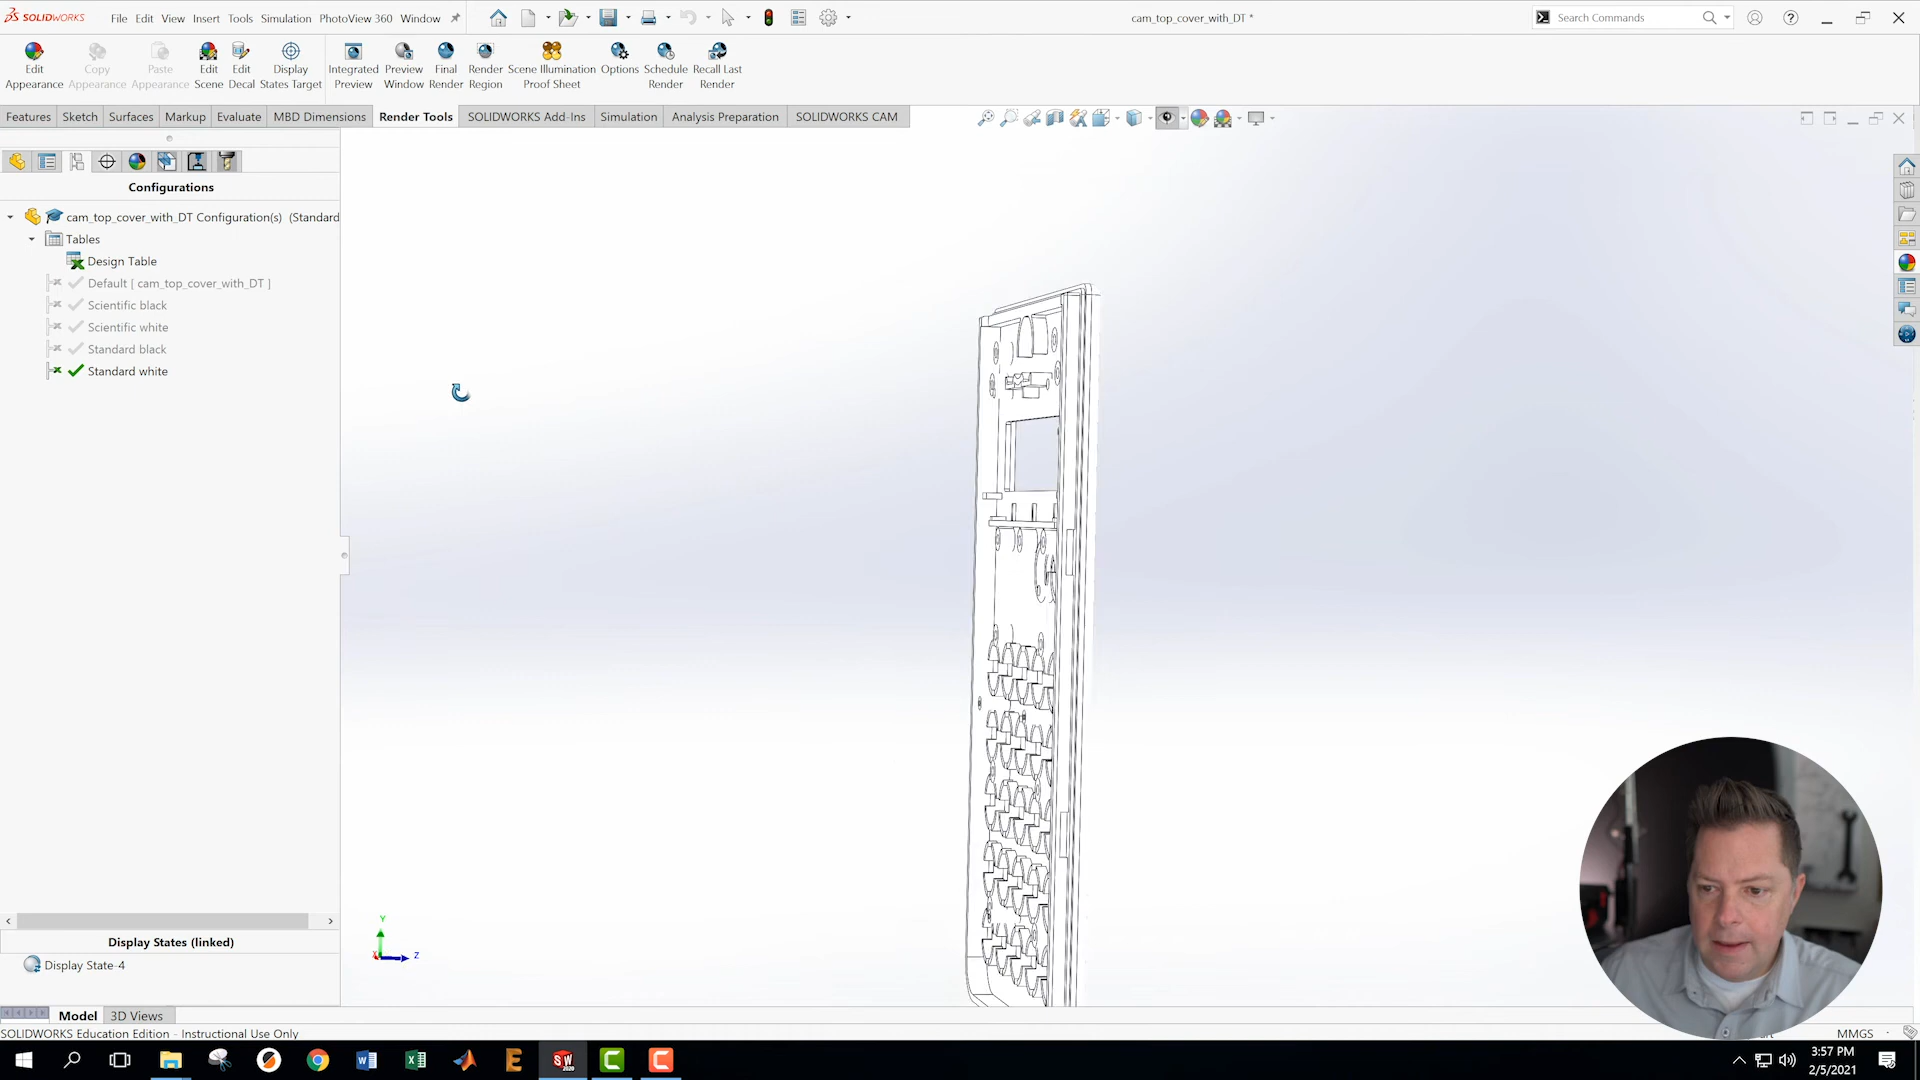 SOLIDWORKS File Edit View Insert Tools Simulation PhotoView 360 Window cam_top_cover_with_DT * Search Commands
Edit Appearance
Copy Appearance
Paste Appearance
Edit Scene
Edit Decal
Display States Target
Integrated Preview
Preview Window
Final Render
Render Region
Scene Illumination Proof Sheet
Options
Schedule Render
Recall Last Render
Features Sketch Surfaces Markup Evaluate MBD Dimensions Render Tools SOLIDWORKS Add-Ins Simulation Analysis Preparation SOLIDWORKS CAM
Configurations
cam_top_cover_with_DT Configuration(s) (Standard
Tables
Design Table
Default [ cam_top_cover_with_DT ]
Scientific black
Scientific white
Standard black
Standard white
Y
Z
Display States (linked)
Display State-4
Model 3D Views
SOLIDWORKS Education Edition - Instructional Use Only MMGS
3:57 PM
2/5/2021